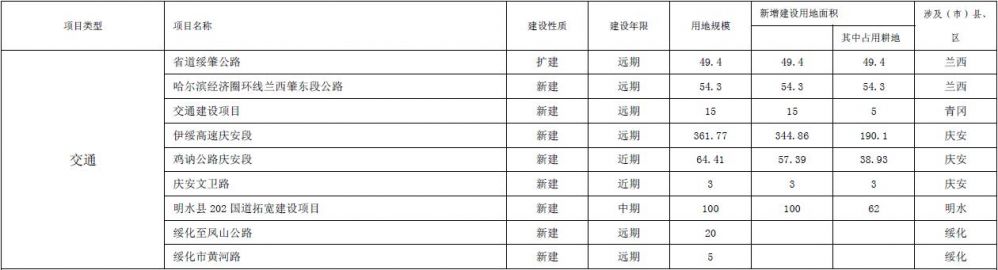 项目类型 项目名称 建设性质 建设年限 用地规模 新增建设用地面积 其中占用耕地 涉及（市）县、区
省道绥肇公路 扩建 远期 49.4 49.4 49.4 兰西
哈尔滨经济圈环线兰西肇东段公路 新建 远期 54.3 54.3 54.3 兰西
交通建设项目 新建 远期 15 15 5 青冈
伊绥高速庆安段 新建 远期 361.77 344.86 190.1 庆安
交通 鸡讷公路庆安段 新建 近期 64.41 57.39 38.93 庆安
庆安文卫路 新建 近期 3 3 3 庆安
明水县 202 国道拓宽建设项目 新建 中期 100 100 62 明水
绥化至凤山公路 新建 远期 20 绥化
绥化市黄河路 新建 远期 5 绥化